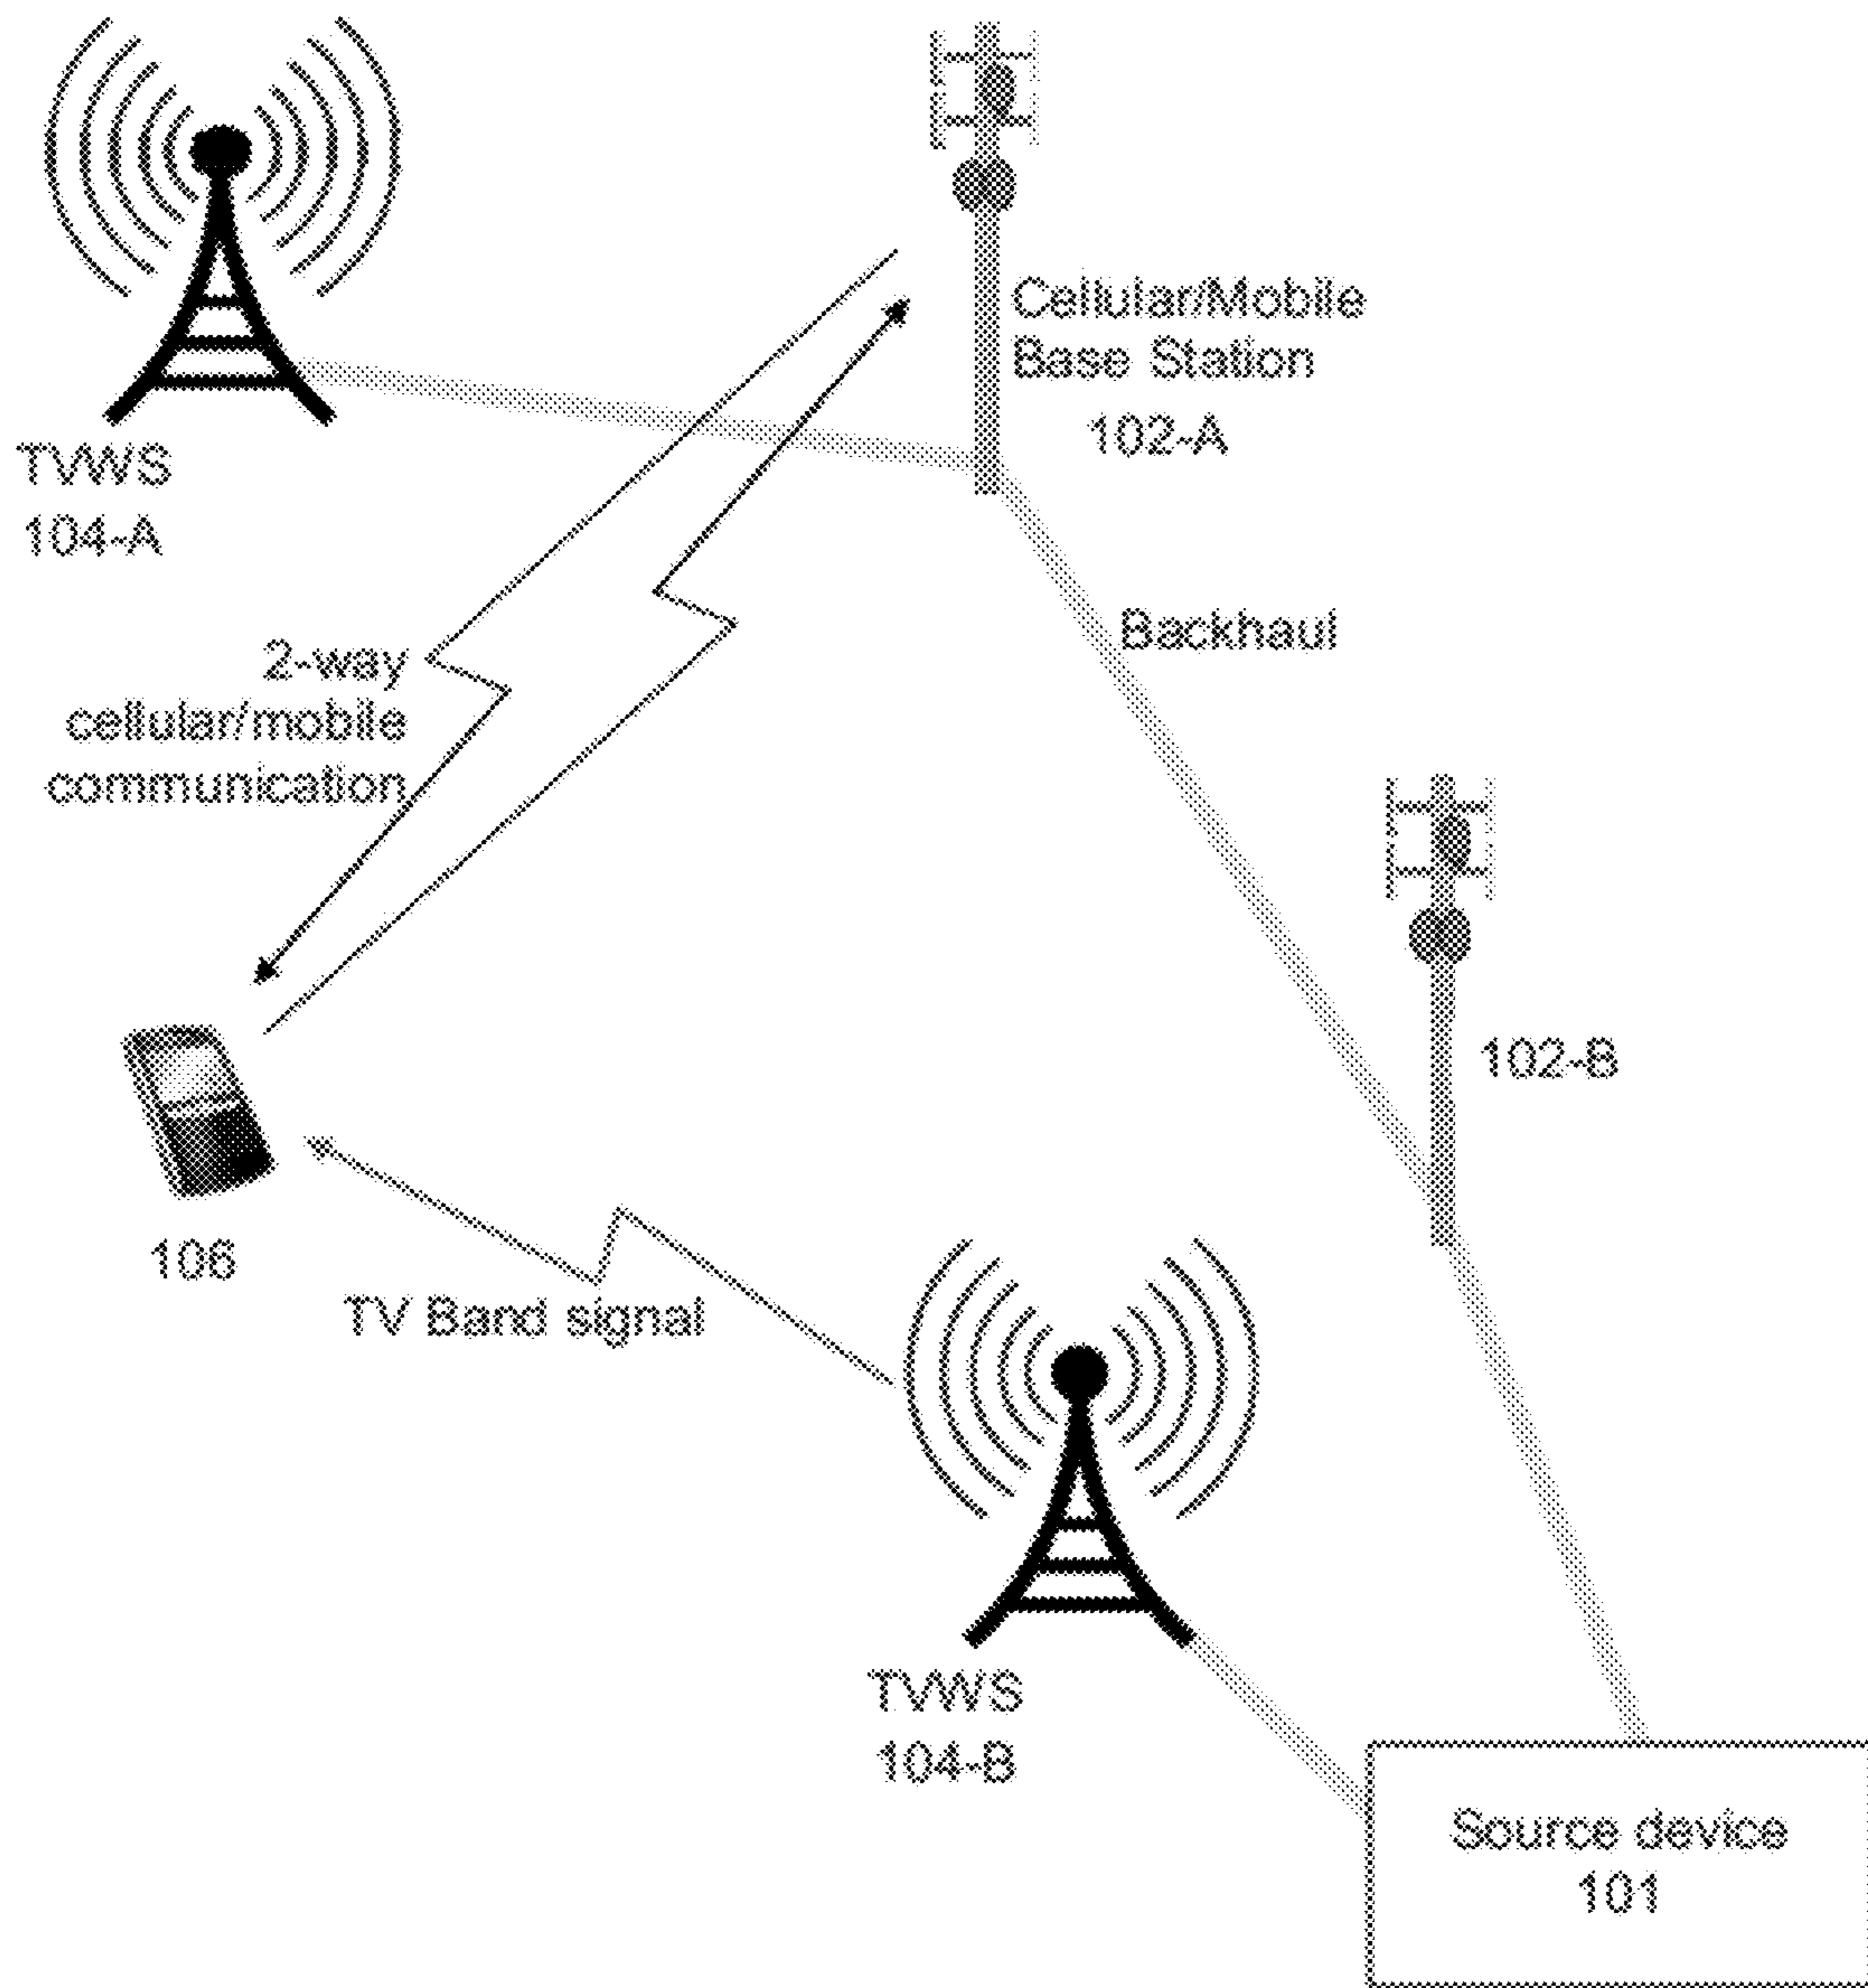 Cellular/Mobile
Base Station
102-A
TVWS
104-A
Backhaul
2-way
cellular/mobile
communication
102-B
106
TV Band signal
TVWS
104-B
Source device
101